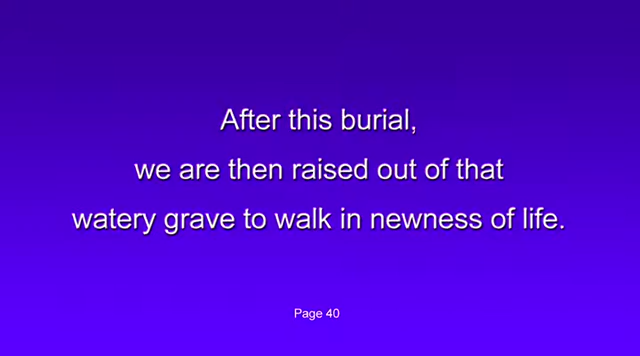 After this burial,
we are then raised out of that
watery grave to walk in newness of life.
Page 40